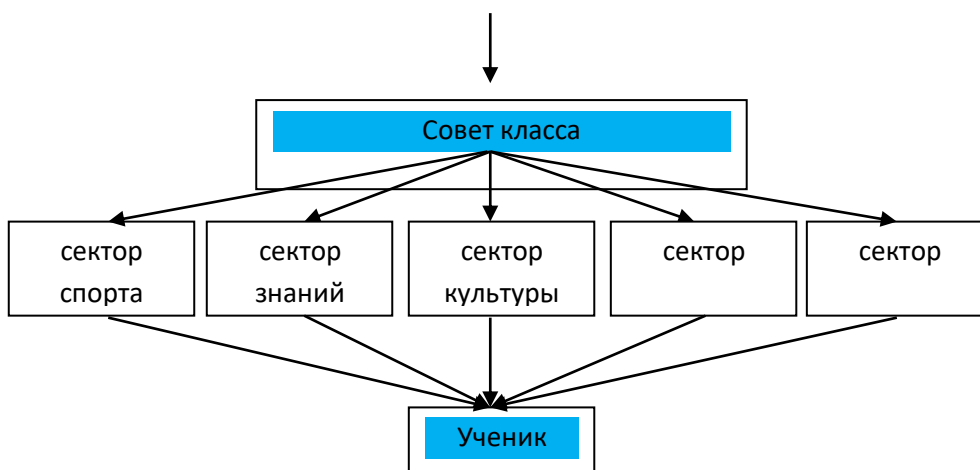 Совет класса
сектор
спорта
сектор
знаний
сектор
культуры
сектор
сектор
Ученик